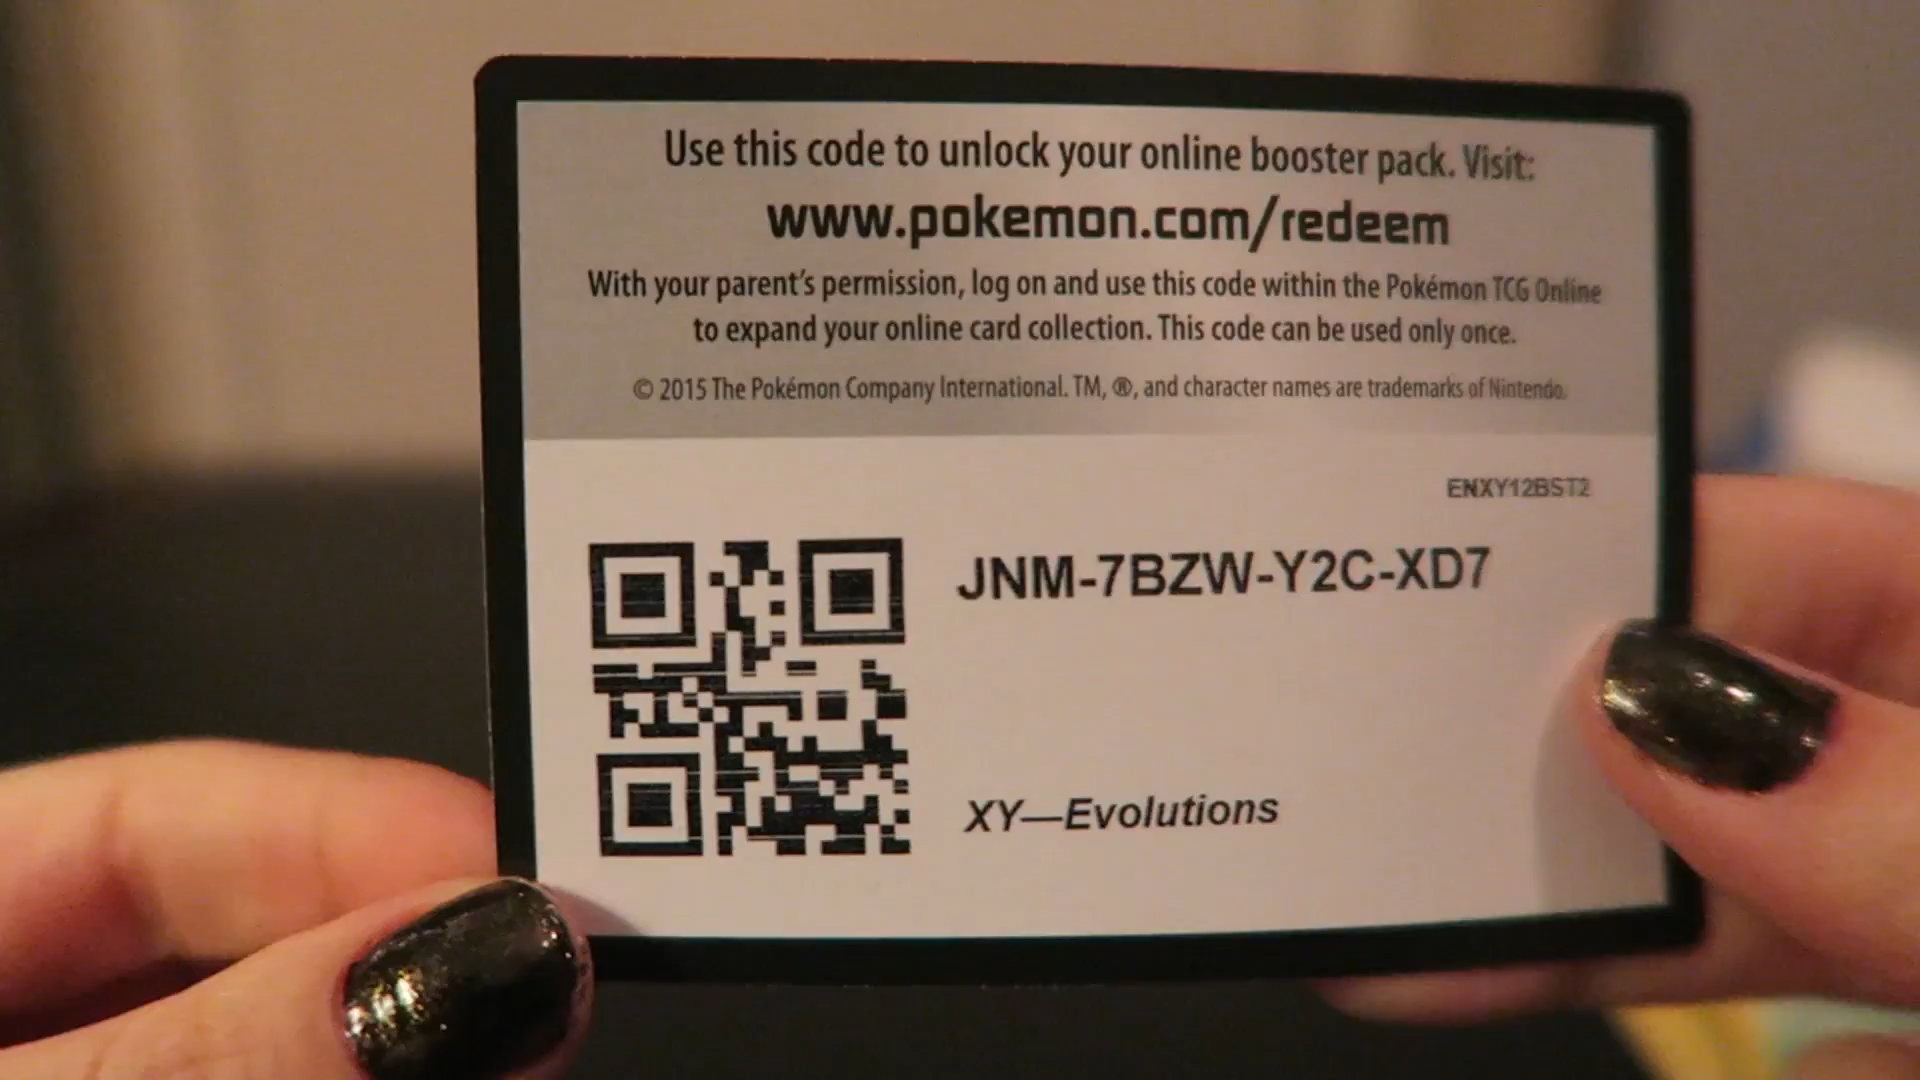 Use this code to unlock your online booster pack. Visit:
www.pokemon.com/redeem
With your parent's permission, log on and use this code within the Pokémon TCG Online
to expand your online card collection. This code can be used only once.
© 2015 The Pokémon Company International. TM, ®, and character names are trademarks of Nintendo.
ENXY12BST2
JNM-7BZW-Y2C-XD7
XY—Evolutions